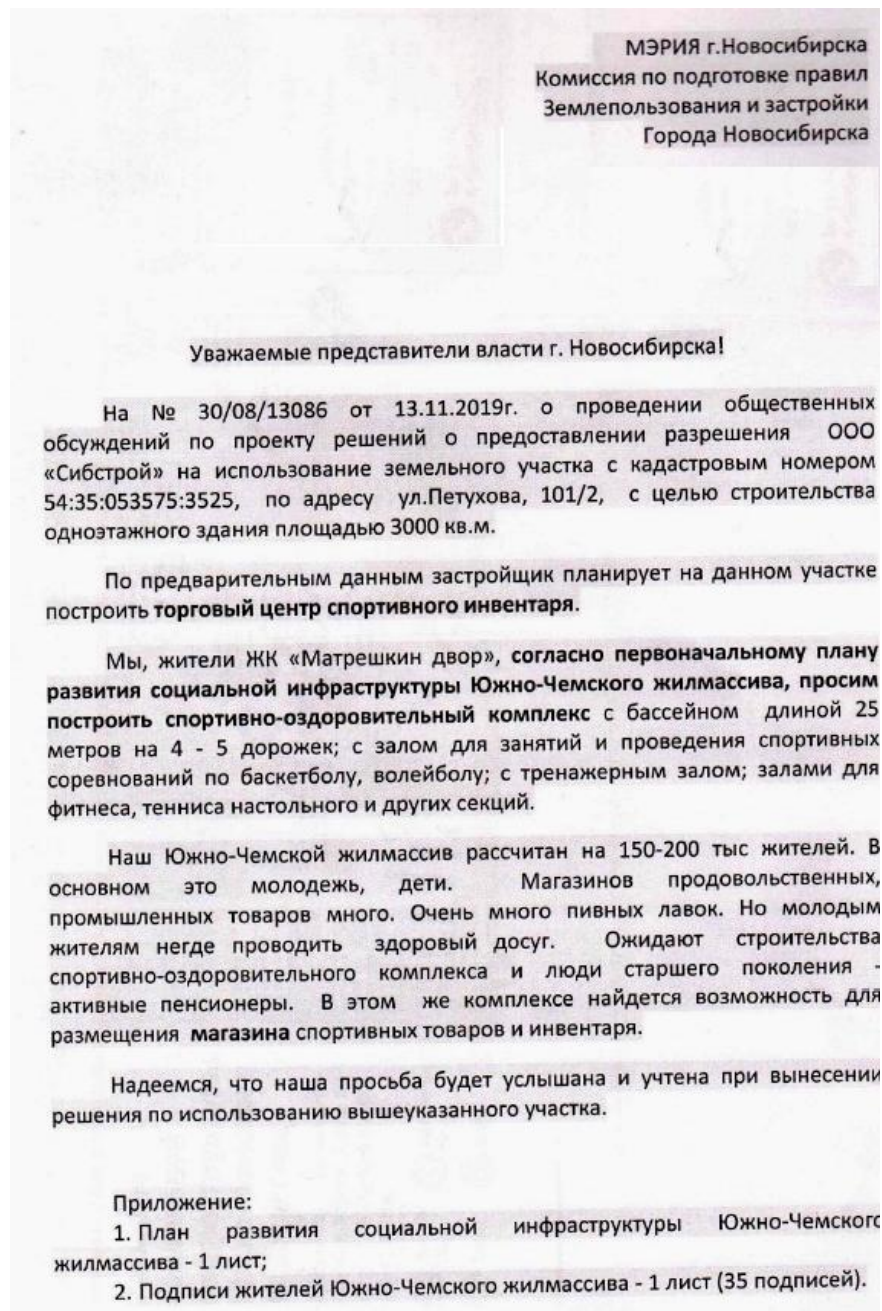 МЭРИЯ г.Новосибирска
Комиссия по подготовке правил
Землепользования и застройки
Города Новосибирска
Уважаемые представители власти г. Новосибирска!
На № 30/08/13086 от 13.11.2019г. о проведении общественных
обсуждений по проекту решений о предоставлении разрешения ООО
«Сибстрой» на использование земельного участка с кадастровым номером
54:35:053575:3525, по адресу ул.Петухова, 101/2, с целью строительства
одноэтажного здания площадью 3000 кв.м.
По предварительным данным застройщик планирует на данном участке
построить торговый центр спортивного инвентаря.
Мы, жители ЖК «Матрешкин двор», согласно первоначальному плану
развития социальной инфраструктуры Южно-Чемского жилмассива, просим
построить спортивно-оздоровительный комплекс с бассейном длиной 25
метров на 4 - 5 дорожек; с залом для занятий и проведения спортивных
соревнований по баскетболу, волейболу; с тренажерным залом; залами для
фитнеса, тенниса настольного и других секций.
Наш Южно-Чемской жилмассив рассчитан на 150-200 тыс жителей. В
основном это молодежь, дети. Магазинов продовольственных,
промышленных товаров много. Очень много пивных лавок. Но молодым
жителям негде проводить здоровый досуг. Ожидают строительства
спортивно-оздоровительного комплекса и люди старшего поколения -
активные пенсионеры. В этом же комплексе найдется возможность для
размещения магазина спортивных товаров и инвентаря.
Надеемся, что наша просьба будет услышана и учтена при вынесении
решения по использованию вышеуказанного участка.
Приложение:
1. План развития социальной инфраструктуры Южно-Чемского
жилмассива - 1 лист;
2. Подписи жителей Южно-Чемского жилмассива - 1 лист (35 подписей).